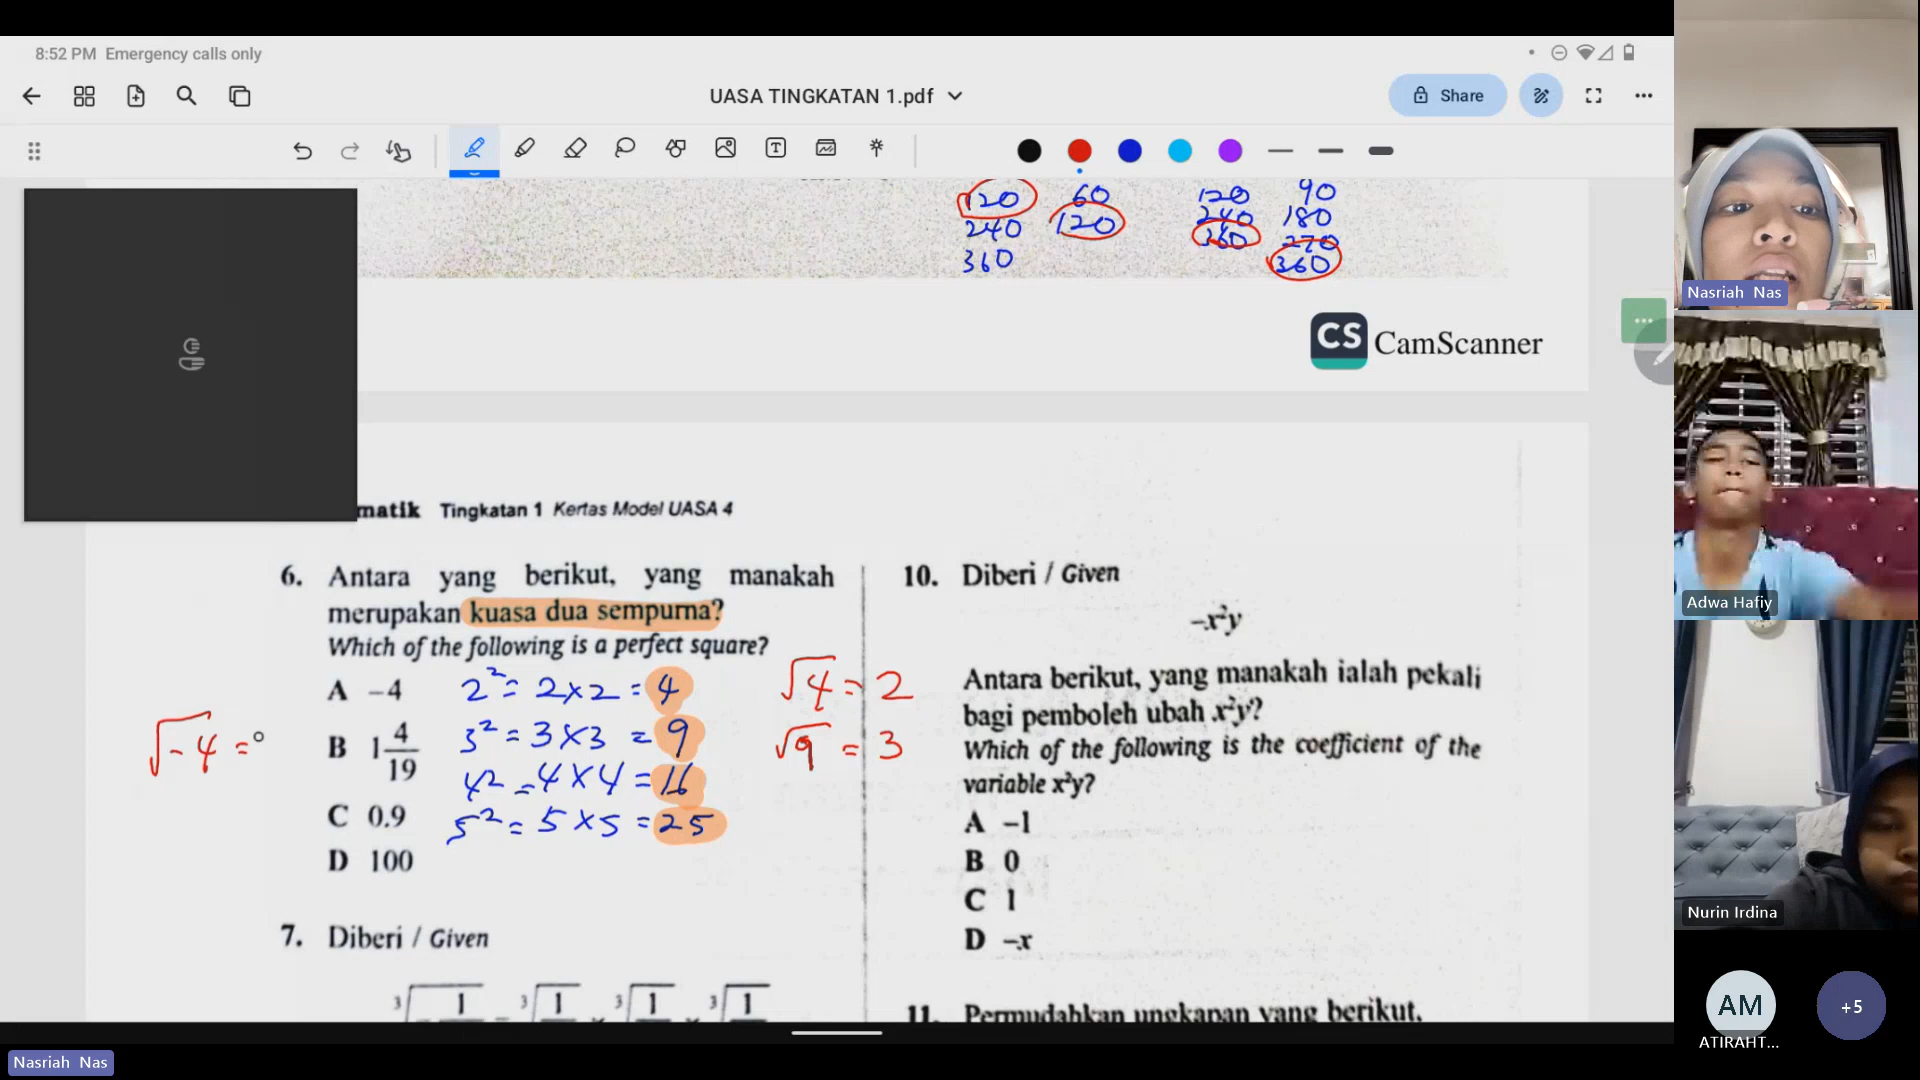 8:52 PM Emergency calls only
UASA TINGKATAN 1.pdf
Share
120 60 120 90
240 120 240 180
360 360 270
360
CS CamScanner
matik Tingkatan 1 Kertas Model UASA 4
6. Antara yang berikut, yang manakah
merupakan kuasa dua sempurna?
Which of the following is a perfect square?
A −4
B 1 4/19
C 0.9
D 100
2² = 2 × 2 = 4
3² = 3 × 3 = 9
4² = 4 × 4 = 16
5² = 5 × 5 = 25
√4 = 2
√9 = 3
√−4 =
7. Diberi / Given
10. Diberi / Given
−x²y
Antara berikut, yang manakah ialah pekali
bagi pemboleh ubah x²y?
Which of the following is the coefficient of the
variable x²y?
A −1
B 0
C 1
D −x
11. Permudahkan ungkapan yang berikut.
Nasriah Nas
Adwa Hafiy
Nurin Irdina
AM
ATIRAHT...
+5
Nasriah Nas